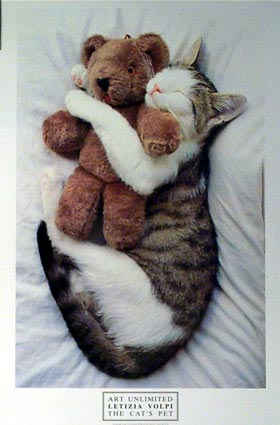 ART UNLIMITED
LETIZIA VOLPI
THE CAT'S PET